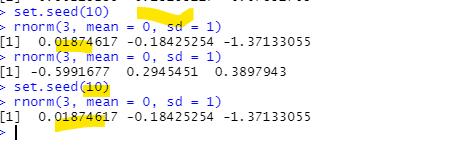 > set.seed(10)
> rnorm(3, mean = 0, sd = 1)
[1] 0.01874617 -0.18425254 -1.37133055
> rnorm(3, mean = 0, sd = 1)
[1] -0.5991677 0.2945451 0.3897943
> set.seed(10)
> rnorm(3, mean = 0, sd = 1)
[1] 0.01874617 -0.18425254 -1.37133055
>